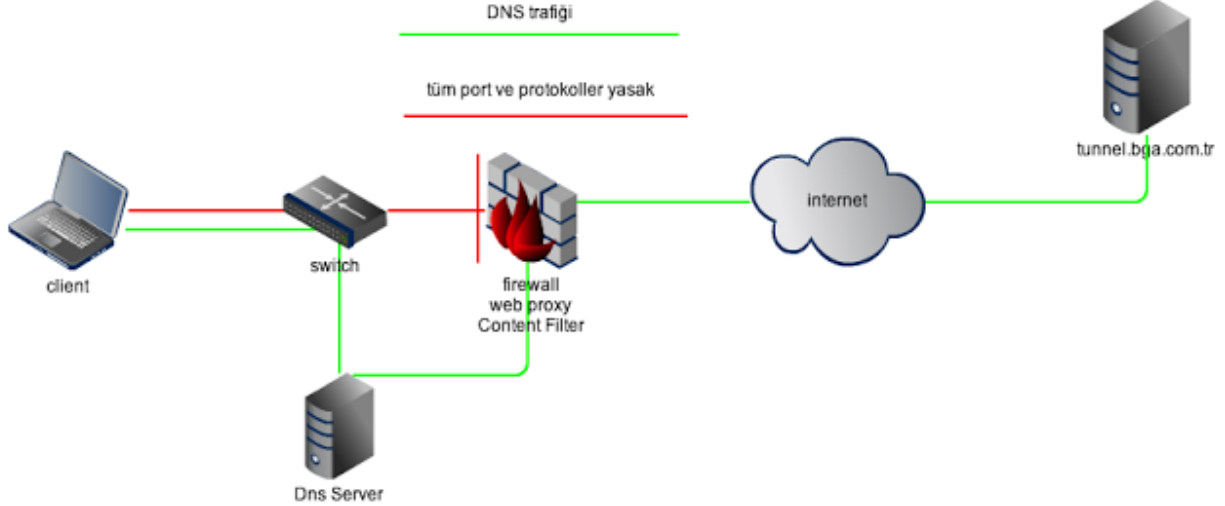 DNS trafiği
tüm port ve protokoller yasak
tunnel.bga.com.tr
internet
client
switch
firewall
web proxy
Content Filter
Dns Server